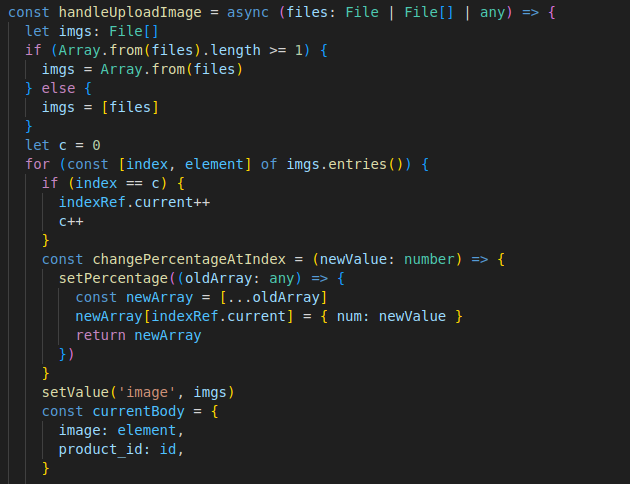 const handleUploadImage = async (files: File | File[] | any) => {
let imgs: File[]
if (Array.from(files).length >= 1) {
imgs = Array.from(files)
} else {
imgs = [files]
}
let c = 0
for (const [index, element] of imgs.entries()) {
if (index == c) {
indexRef.current++
c++
}
const changePercentageAtIndex = (newValue: number) => {
setPercentage((oldArray: any) => {
const newArray = [...oldArray]
newArray[indexRef.current] = { num: newValue }
return newArray
})
}
setValue('image', imgs)
const currentBody = {
image: element,
product_id: id,
}